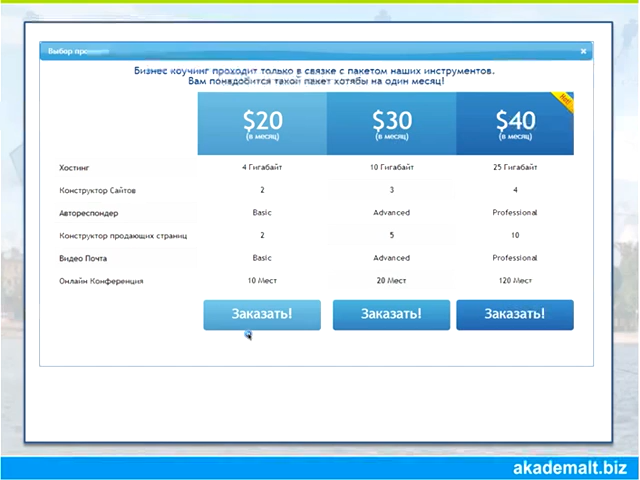 Выбор
Бизнес коучинг проходит только в связке с пакетом наших инструментов.
Вам понадобится такой пакет хотябы на один месяц!
$20 $30 $40
(в месяц) (в месяц) (в месяц)
Хостинг 4 Гигабайт 10 Гигабайт 25 Гигабайт
Конструктор Сайтов 2 3 4
Автореспондер Basic Advanced Professional
Конструктор продающих страниц 2 5 10
Видео Почта Basic Advanced Professional
Онлайн Конференция 10 Мест 20 Мест 120 Мест
Заказать! Заказать! Заказать!
akademalt.biz